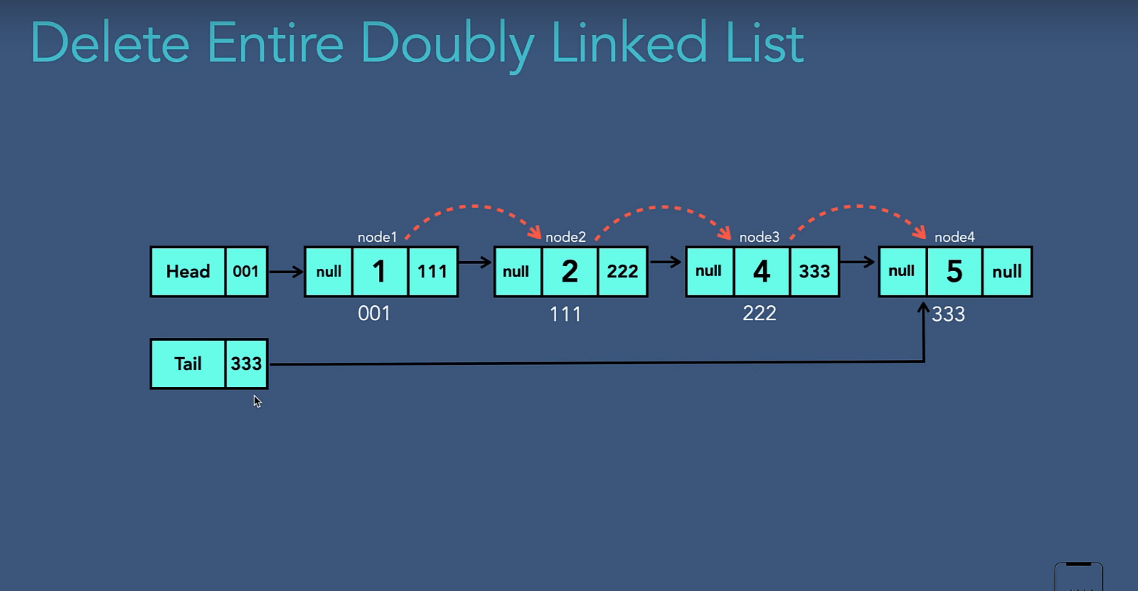 Delete Entire Doubly Linked List
node1 node2 node3 node4
Head 001 null 1 111 null 2 222 null 4 333 null 5 null
001 111 222 333
Tail 333